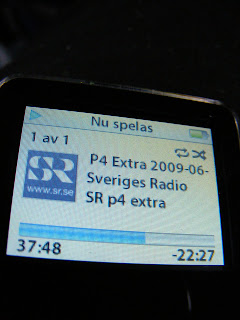 Nu spelas
1 av 1
P4 Extra 2009-06-
Sveriges Radio
SR p4 extra
SR
www.sr.se
37:48
-22:27